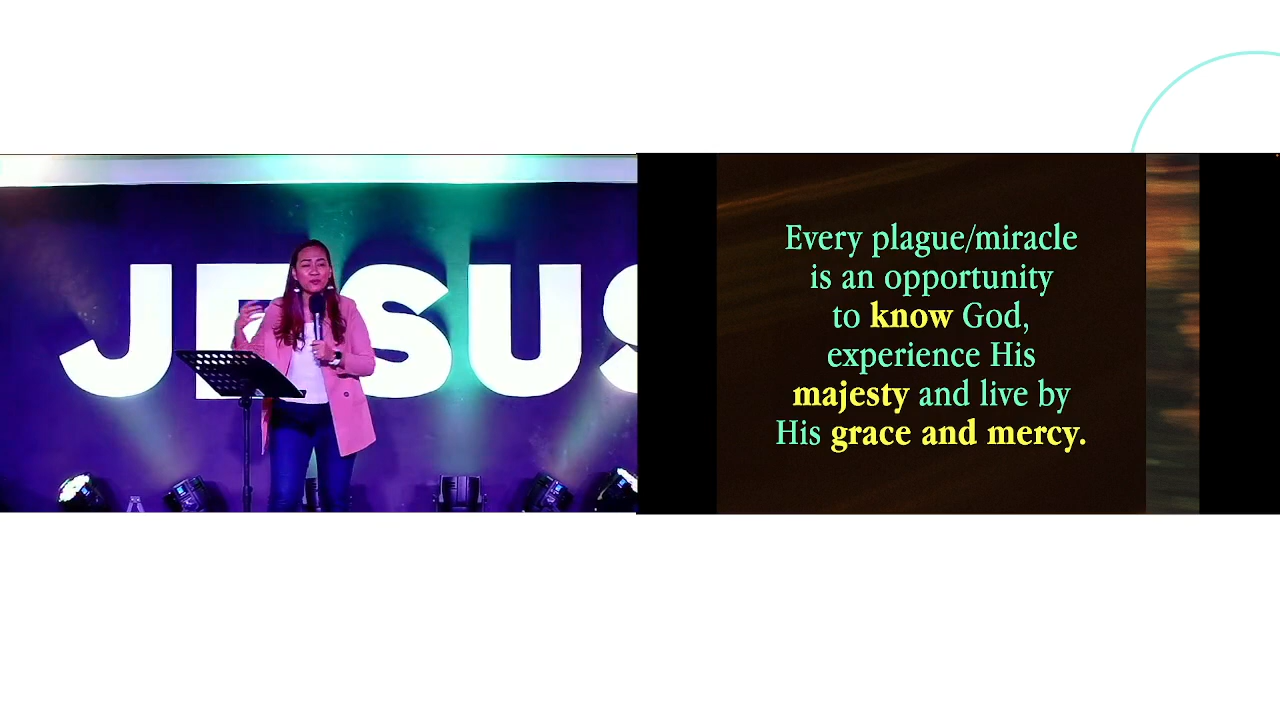 JESUS
Every plague/miracle
is an opportunity
to know God,
experience His
majesty and live by
His grace and mercy.